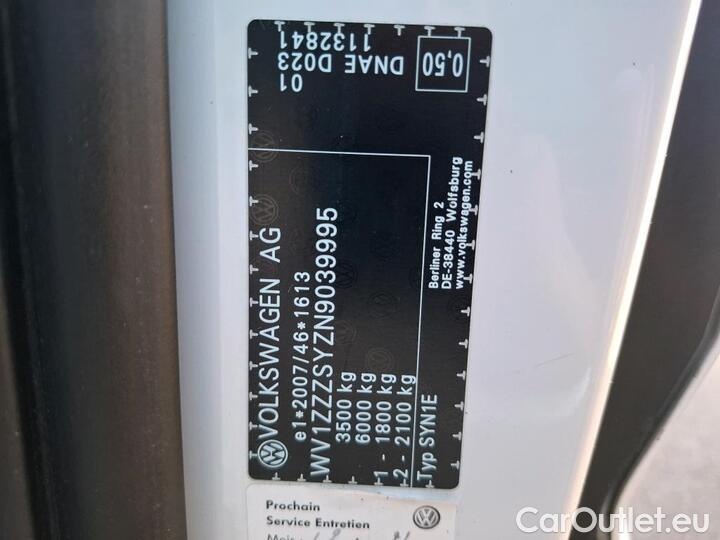 VOLKSWAGEN AG
e1*2007/46*1613
WV1ZZZSYZN9039995
3500 kg
6000 kg
1 - 1800 kg
2 - 2100 kg
Typ SYN1E
Berliner Ring 2
DE-38440 Wolfsburg
www.volkswagen.com
01
DNAE D023
1132841
0,50
Prochain
Service Entretien
CarOutlet.eu